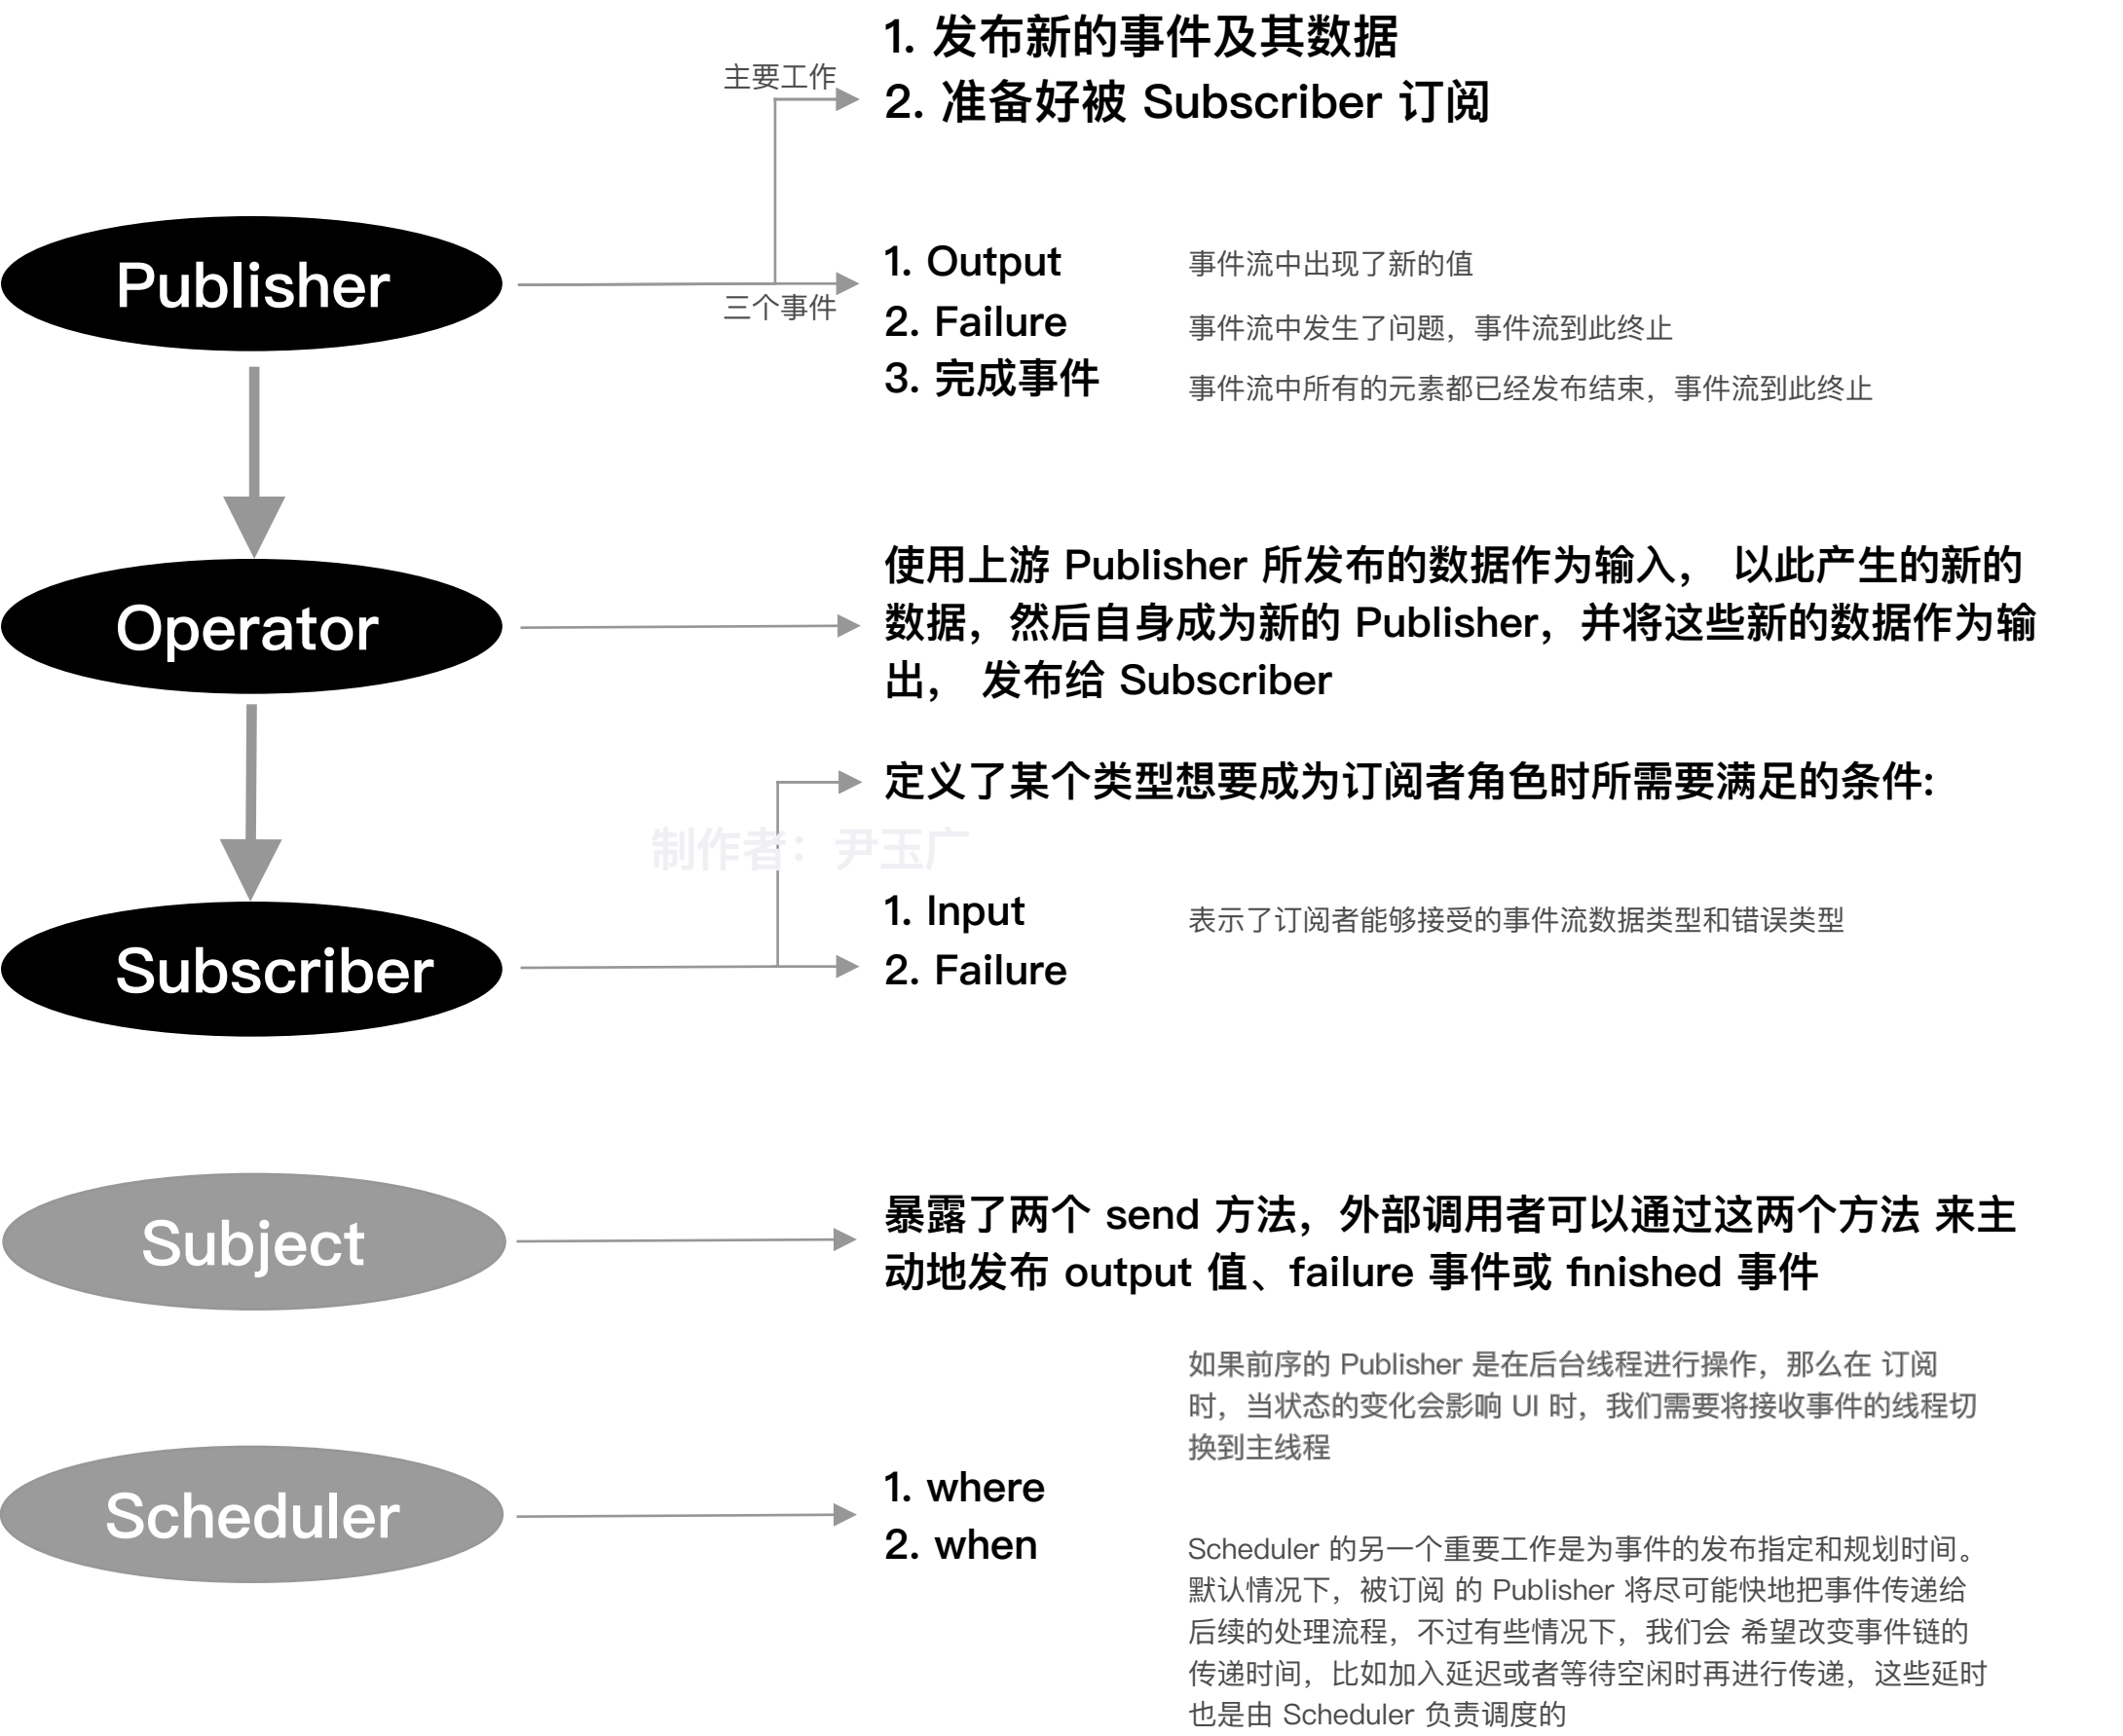 1. 发布新的事件及其数据
主要工作
2. 准备好被 Subscriber 订阅
Publisher
1. Output
事件流中出现了新的值
三个事件
2. Failure
事件流中发生了问题，事件流到此终止
3. 完成事件
事件流中所有的元素都已经发布结束，事件流到此终止
Operator
使用上游 Publisher 所发布的数据作为输入， 以此产生的新的
数据，然后自身成为新的 Publisher，并将这些新的数据作为输
出， 发布给 Subscriber
定义了某个类型想要成为订阅者角色时所需要满足的条件:
制作者：尹玉广
Subscriber
1. Input
表示了订阅者能够接受的事件流数据类型和错误类型
2. Failure
Subject
暴露了两个 send 方法，外部调用者可以通过这两个方法 来主
动地发布 output 值、failure 事件或 finished 事件
Scheduler
1. where
2. when
如果前序的 Publisher 是在后台线程进行操作，那么在 订阅
时，当状态的变化会影响 UI 时，我们需要将接收事件的线程切
换到主线程
Scheduler 的另一个重要工作是为事件的发布指定和规划时间。
默认情况下，被订阅 的 Publisher 将尽可能快地把事件传递给
后续的处理流程，不过有些情况下，我们会 希望改变事件链的
传递时间，比如加入延迟或者等待空闲时再进行传递，这些延时
也是由 Scheduler 负责调度的